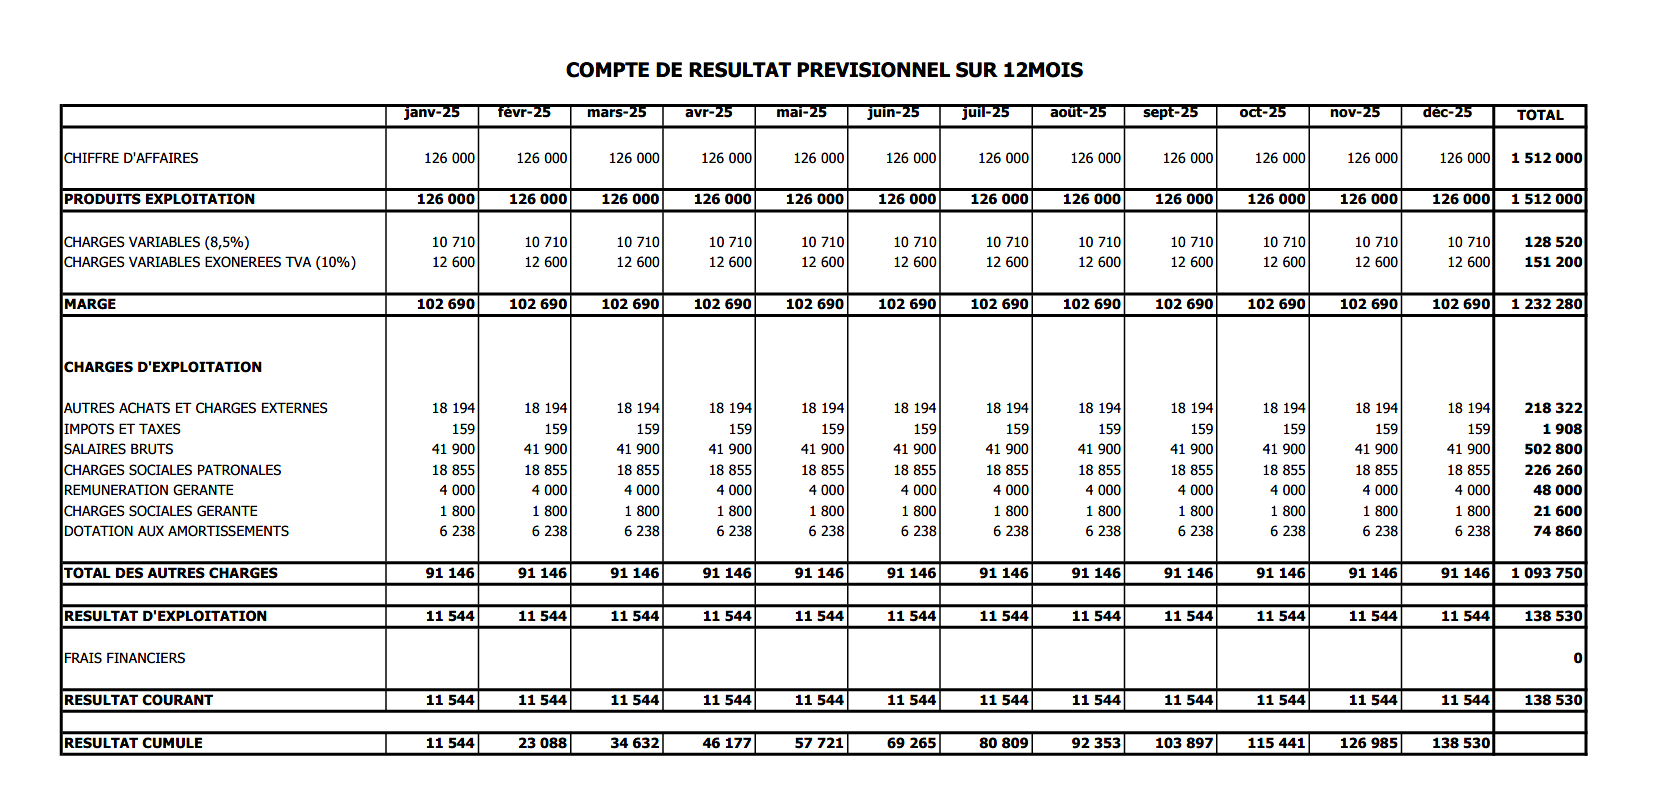 COMPTE DE RESULTAT PREVISIONNEL SUR 12MOIS
janv-25 févr-25 mars-25 avr-25 mai-25 juin-25 juil-25 août-25 sept-25 oct-25 nov-25 déc-25 TOTAL
CHIFFRE D'AFFAIRES 126 000 126 000 126 000 126 000 126 000 126 000 126 000 126 000 126 000 126 000 126 000 126 000 1 512 000
PRODUITS EXPLOITATION 126 000 126 000 126 000 126 000 126 000 126 000 126 000 126 000 126 000 126 000 126 000 126 000 1 512 000
CHARGES VARIABLES (8,5%) 10 710 10 710 10 710 10 710 10 710 10 710 10 710 10 710 10 710 10 710 10 710 10 710 128 520
CHARGES VARIABLES EXONEREES TVA (10%) 12 600 12 600 12 600 12 600 12 600 12 600 12 600 12 600 12 600 12 600 12 600 12 600 151 200
MARGE 102 690 102 690 102 690 102 690 102 690 102 690 102 690 102 690 102 690 102 690 102 690 102 690 1 232 280
CHARGES D'EXPLOITATION
AUTRES ACHATS ET CHARGES EXTERNES 18 194 18 194 18 194 18 194 18 194 18 194 18 194 18 194 18 194 18 194 18 194 18 194 218 322
IMPOTS ET TAXES 159 159 159 159 159 159 159 159 159 159 159 159 1 908
SALAIRES BRUTS 41 900 41 900 41 900 41 900 41 900 41 900 41 900 41 900 41 900 41 900 41 900 41 900 502 800
CHARGES SOCIALES PATRONALES 18 855 18 855 18 855 18 855 18 855 18 855 18 855 18 855 18 855 18 855 18 855 18 855 226 260
REMUNERATION GERANTE 4 000 4 000 4 000 4 000 4 000 4 000 4 000 4 000 4 000 4 000 4 000 4 000 48 000
CHARGES SOCIALES GERANTE 1 800 1 800 1 800 1 800 1 800 1 800 1 800 1 800 1 800 1 800 1 800 1 800 21 600
DOTATION AUX AMORTISSEMENTS 6 238 6 238 6 238 6 238 6 238 6 238 6 238 6 238 6 238 6 238 6 238 6 238 74 860
TOTAL DES AUTRES CHARGES 91 146 91 146 91 146 91 146 91 146 91 146 91 146 91 146 91 146 91 146 91 146 91 146 1 093 750
RESULTAT D'EXPLOITATION 11 544 11 544 11 544 11 544 11 544 11 544 11 544 11 544 11 544 11 544 11 544 11 544 138 530
FRAIS FINANCIERS 0
RESULTAT COURANT 11 544 11 544 11 544 11 544 11 544 11 544 11 544 11 544 11 544 11 544 11 544 11 544 138 530
RESULTAT CUMULE 11 544 23 088 34 632 46 177 57 721 69 265 80 809 92 353 103 897 115 441 126 985 138 530